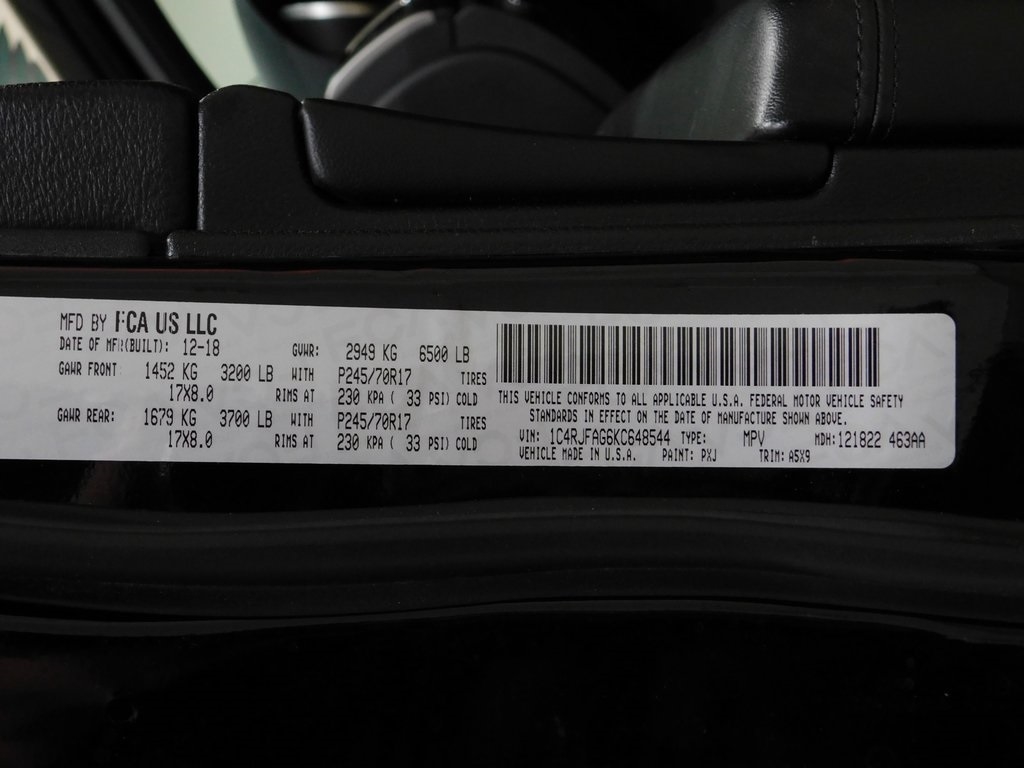 MFD BY FCA US LLC
DATE OF MFR(BUILT): 12-18 GVWR: 2949 KG 6500 LB
GAWR FRONT 1452 KG 3200 LB WITH P245/70R17 TIRES
17X8.0 RIMS AT 230 KPA ( 33 PSI) COLD
GAWR REAR: 1679 KG 3700 LB WITH P245/70R17 TIRES
17X8.0 RIMS AT 230 KPA ( 33 PSI) COLD
THIS VEHICLE CONFORMS TO ALL APPLICABLE U.S.A. FEDERAL MOTOR VEHICLE SAFETY
STANDARDS IN EFFECT ON THE DATE OF MANUFACTURE SHOWN ABOVE.
VIN: 1C4RJFAG6KC648544 TYPE: MPV MDH:121822 463AA
VEHICLE MADE IN U.S.A. PAINT: PXJ TRIM: A5X9